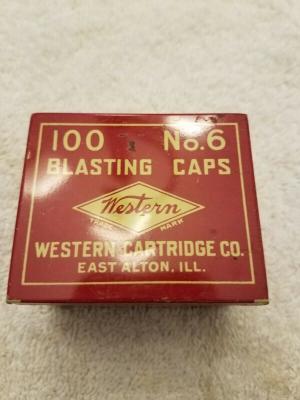 100 No.6
BLASTING CAPS
Western
TRADE MARK
WESTERN CARTRIDGE CO.
EAST ALTON, ILL.